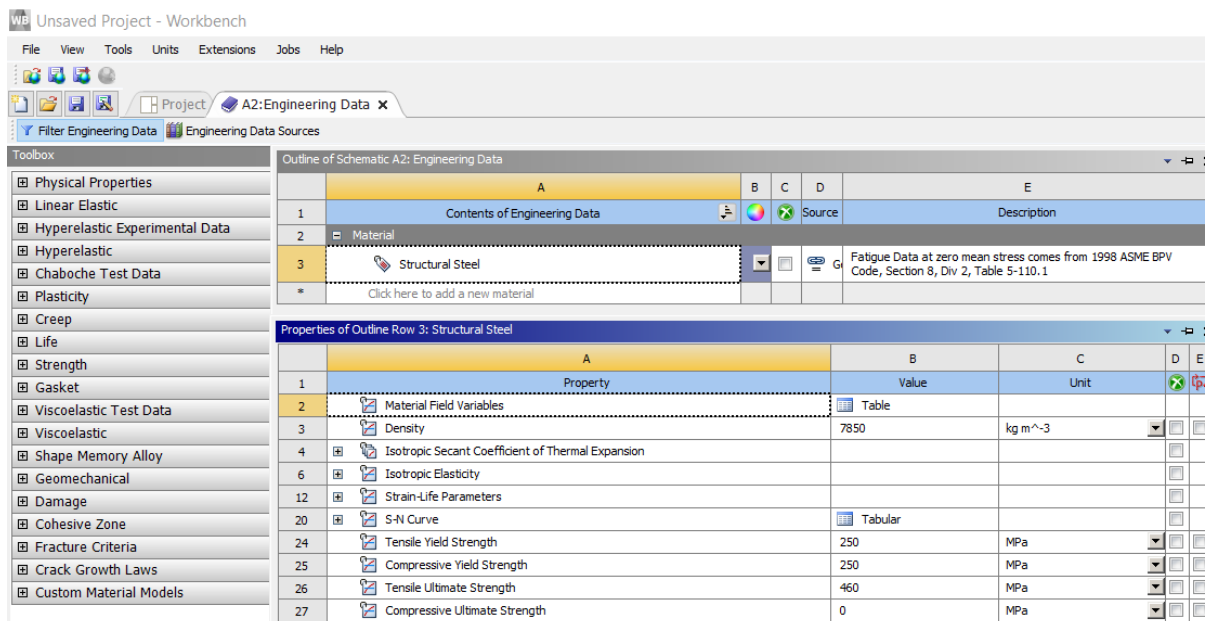 WB Unsaved Project - Workbench
File View Tools Units Extensions Jobs Help
Project A2:Engineering Data
Filter Engineering Data Engineering Data Sources
Toolbox
Physical Properties
Linear Elastic
Hyperelastic Experimental Data
Hyperelastic
Chaboche Test Data
Plasticity
Creep
Life
Strength
Gasket
Viscoelastic Test Data
Viscoelastic
Shape Memory Alloy
Geomechanical
Damage
Cohesive Zone
Fracture Criteria
Crack Growth Laws
Custom Material Models
Outline of Schematic A2: Engineering Data
A B C D E
1 Contents of Engineering Data Source Description
2 Material
3 Structural Steel Fatigue Data at zero mean stress comes from 1998 ASME BPV
Code, Section 8, Div 2, Table 5-110.1
* Click here to add a new material
Properties of Outline Row 3: Structural Steel
A B C D E
1 Property Value Unit
2 Material Field Variables Table
3 Density 7850 kg m^-3
4 Isotropic Secant Coefficient of Thermal Expansion
6 Isotropic Elasticity
12 Strain-Life Parameters
20 S-N Curve Tabular
24 Tensile Yield Strength 250 MPa
25 Compressive Yield Strength 250 MPa
26 Tensile Ultimate Strength 460 MPa
27 Compressive Ultimate Strength 0 MPa